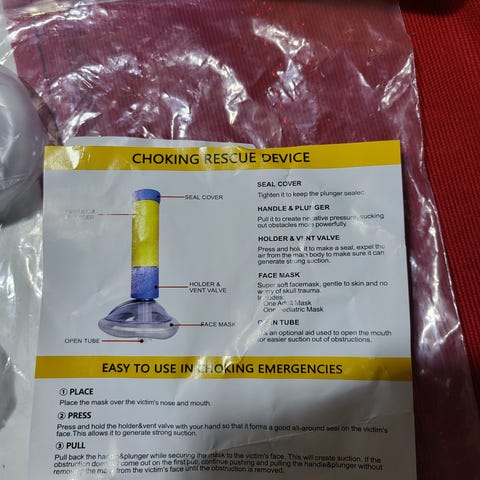 CHOKING RESCUE DEVICE
SEAL COVER
HOLDER & VENT VALVE
FACE MASK
OPEN TUBE
SEAL COVER
Tighten it to keep the plunger sealed.
HANDLE & PLUNGER
Pull it to create negative pressure, sucking
out obstacles more powerfully.
HOLDER & VENT VALVE
Press and hold it to make a seal, expel the
air from the main body to make sure it can
generate strong suction.
FACE MASK
Super soft facemask, gentle to skin and no
worry of skull trauma.
Includes:
One Adult Mask
One Pediatric Mask
OPEN TUBE
is an optional aid used to open the mouth
for easier suction out of obstructions.
EASY TO USE IN CHOKING EMERGENCIES
① PLACE
Place the mask over the victim's nose and mouth.
② PRESS
Press and hold the holder&vent valve with your hand so that it forms a good all-around seal on the victim's
face.This allows it to generate strong suction.
③ PULL
Pull back the handle&plunger while securing the mask to the victim's face. This will create suction. If the
obstruction does come out on the first pull, continue pushing and pulling the handle&plunger without
removing the mask from the victim's face until the obstruction is removed.